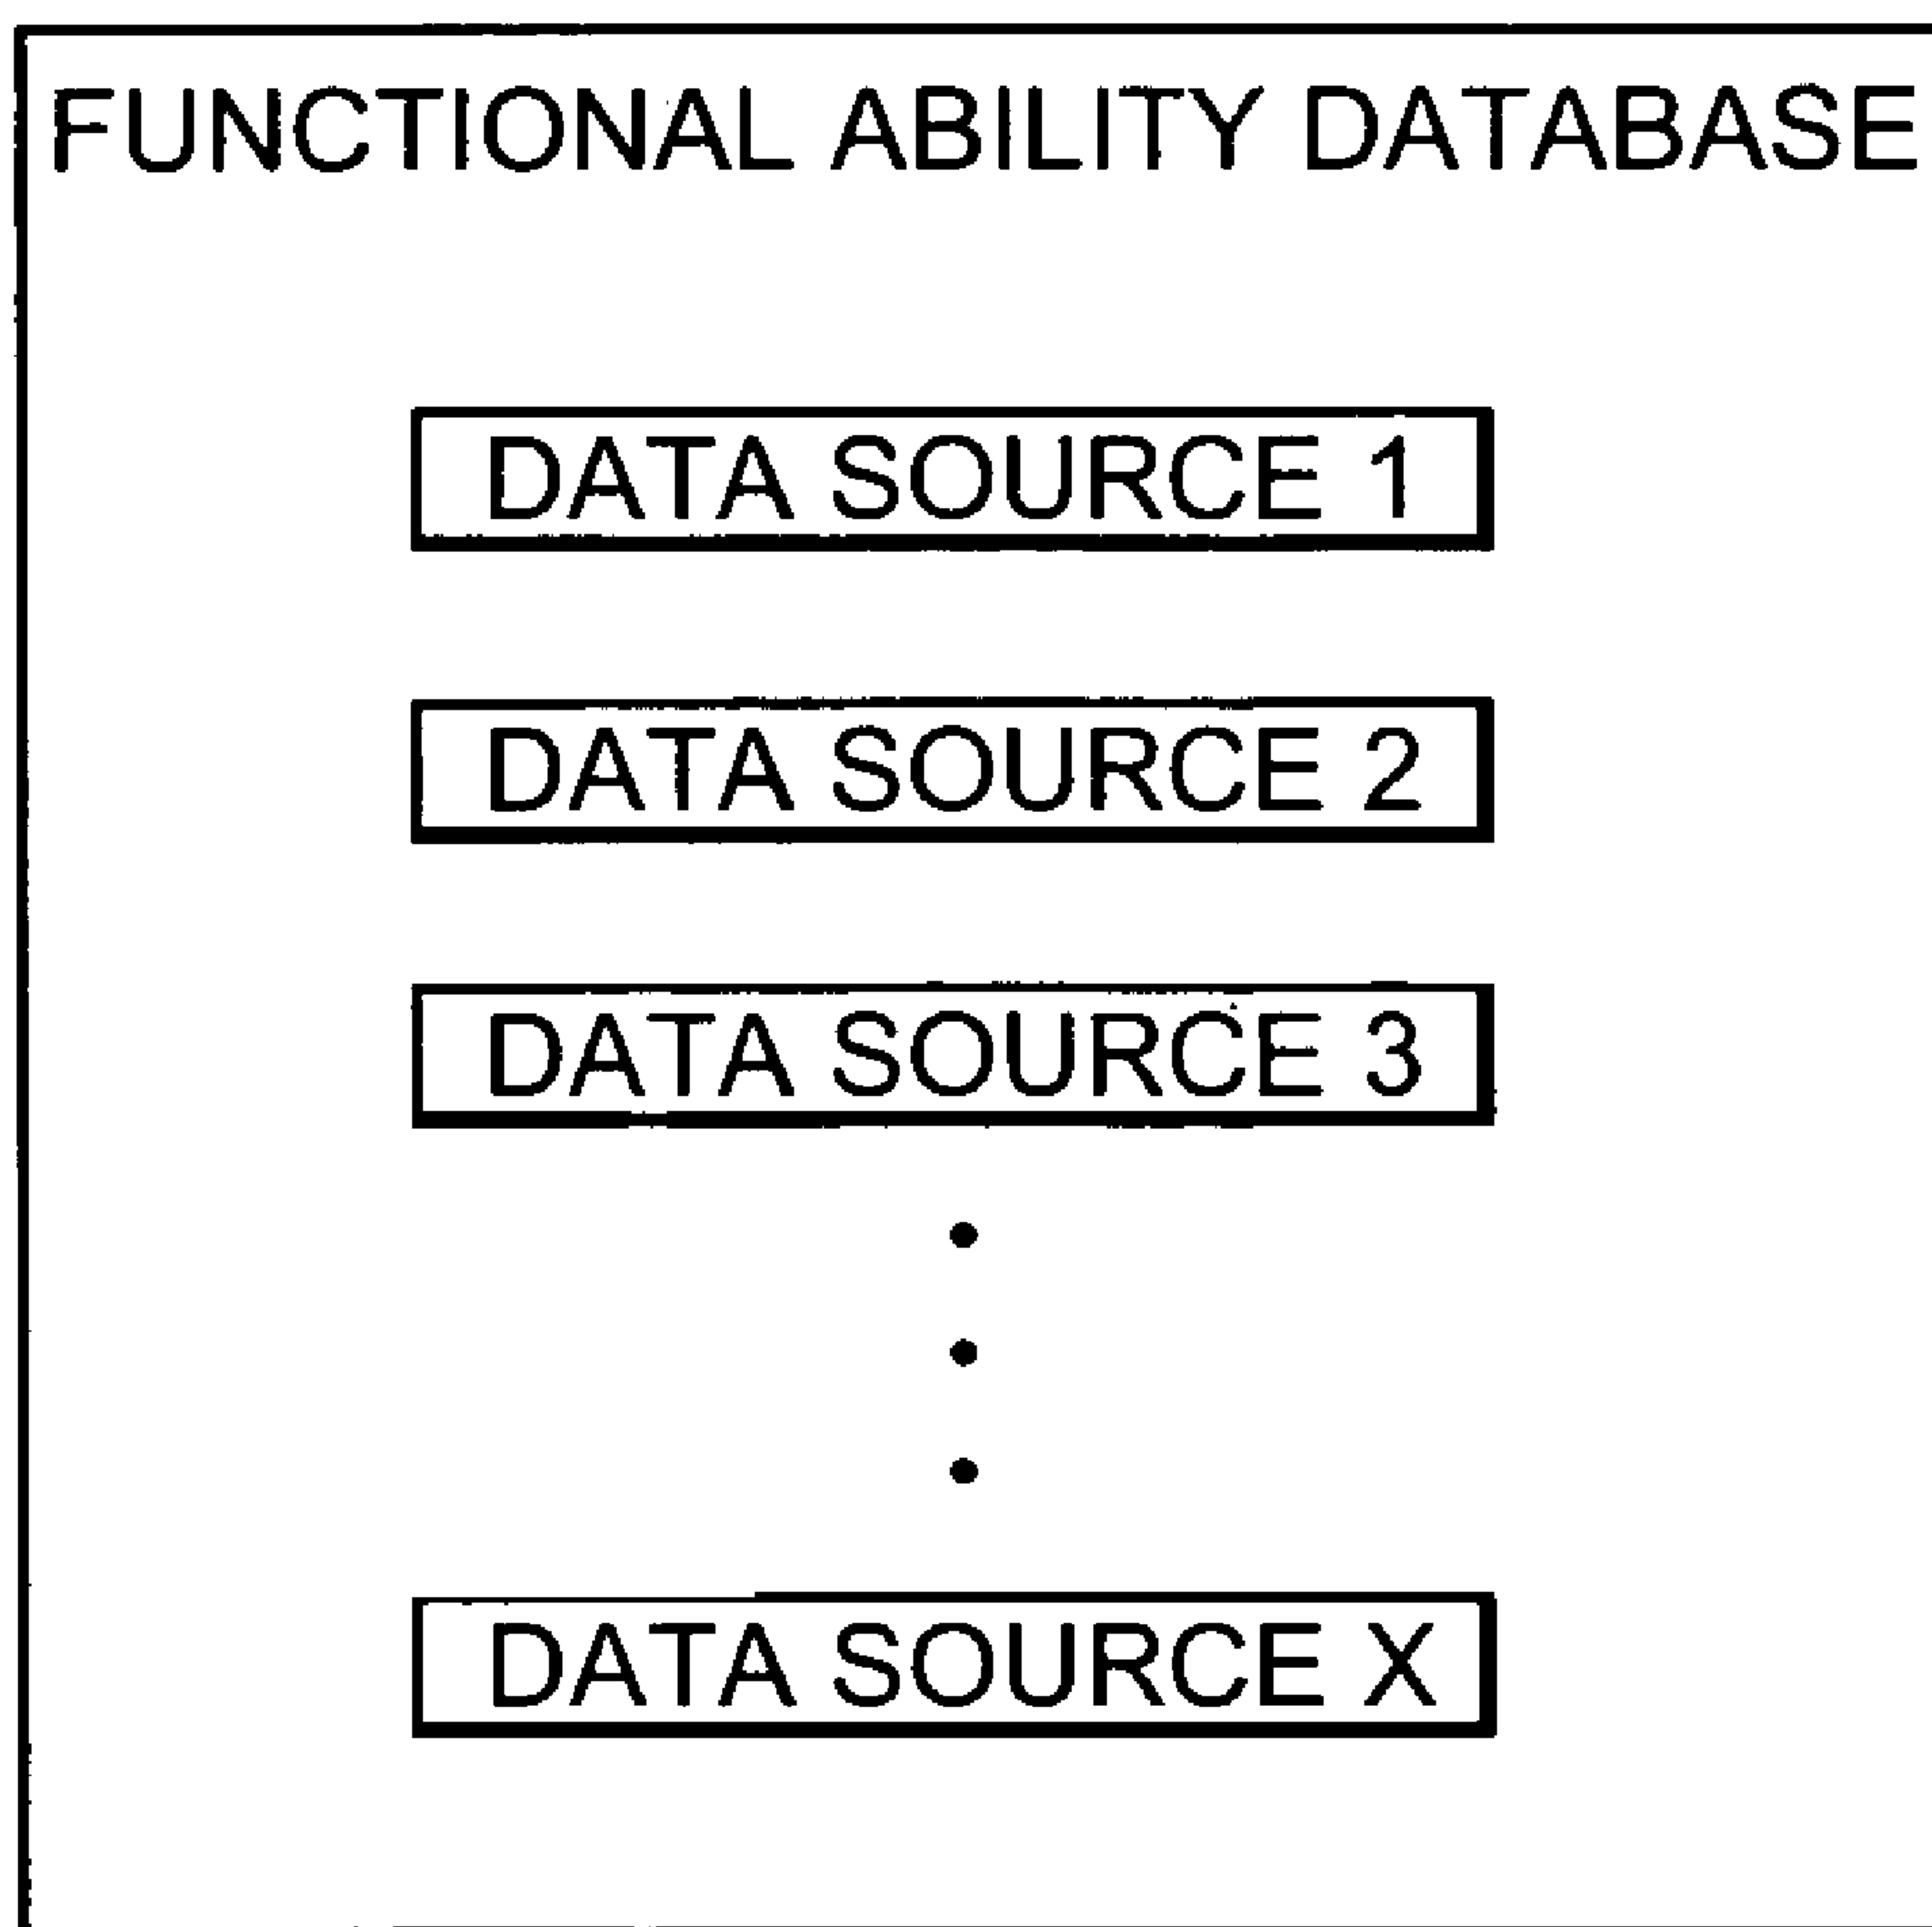 FUNCTIONAL ABILITY DATABASE
DATA SOURCE 1
DATA SOURCE 2
DATA SOURCE 3
DATA SOURCE X